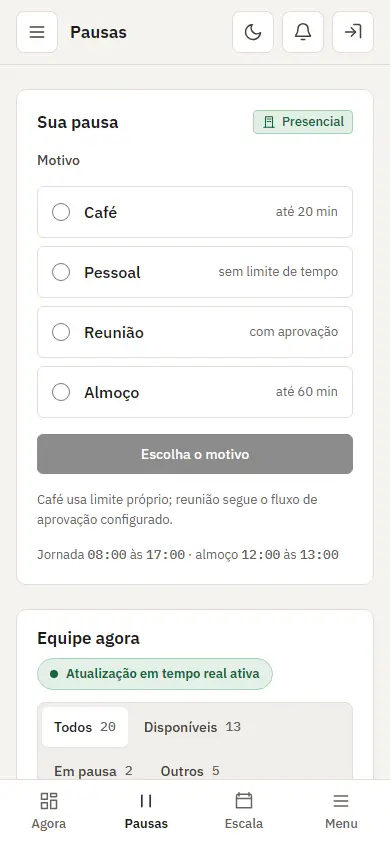 Pausas
Sua pausa
Presencial
Motivo
Café
até 20 min
Pessoal
sem limite de tempo
Reunião
com aprovação
Almoço
até 60 min
Escolha o motivo
Café usa limite próprio; reunião segue o fluxo de
aprovação configurado.
Jornada 08:00 às 17:00 · almoço 12:00 às 13:00
Equipe agora
Atualização em tempo real ativa
Todos 20 Disponíveis 13
Em pausa 2 Outros 5
Agora Pausas Escala Menu